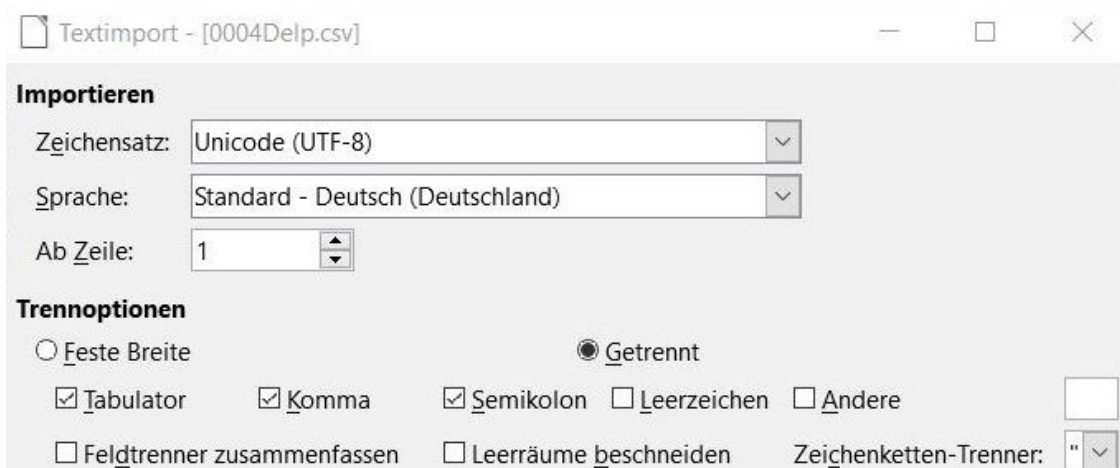 Textimport - [0004Delp.csv]
Importieren
Zeichensatz: Unicode (UTF-8)
Sprache: Standard - Deutsch (Deutschland)
Ab Zeile: 1
Trennoptionen
Feste Breite Getrennt
Tabulator Komma Semikolon Leerzeichen Andere
Feldtrenner zusammenfassen Leerräume beschneiden Zeichenketten-Trenner: "